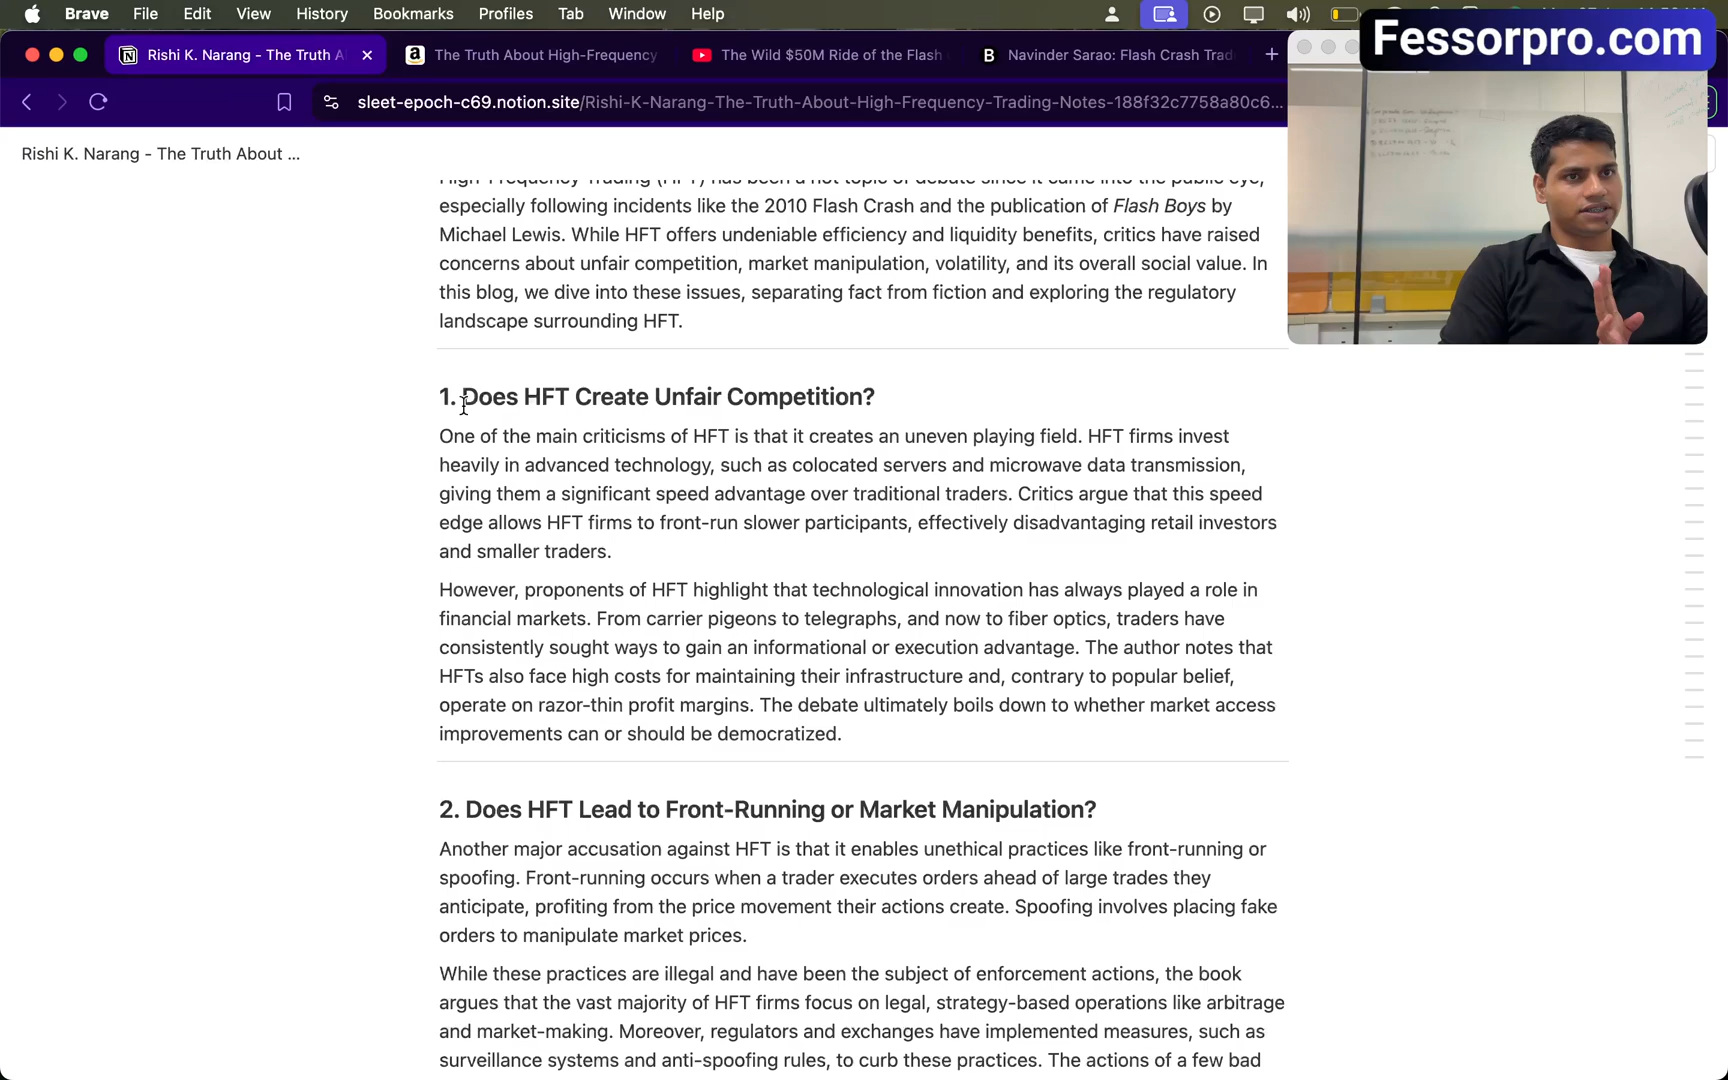 Brave File Edit View History Bookmarks Profiles Tab Window Help
Fessorpro.com
Rishi K. Narang - The Truth A
The Truth About High-Frequency
The Wild $50M Ride of the Flash
Navinder Sarao: Flash Crash Trad
sleet-epoch-c69.notion.site/Rishi-K-Narang-The-Truth-About-High-Frequency-Trading-Notes-188f32c7758a80c6...
Rishi K. Narang - The Truth About ...
High-Frequency Trading (HFT) has been a hot topic of debate since it came into the public eye,
especially following incidents like the 2010 Flash Crash and the publication of Flash Boys by
Michael Lewis. While HFT offers undeniable efficiency and liquidity benefits, critics have raised
concerns about unfair competition, market manipulation, volatility, and its overall social value. In
this blog, we dive into these issues, separating fact from fiction and exploring the regulatory
landscape surrounding HFT.
1. Does HFT Create Unfair Competition?
One of the main criticisms of HFT is that it creates an uneven playing field. HFT firms invest
heavily in advanced technology, such as colocated servers and microwave data transmission,
giving them a significant speed advantage over traditional traders. Critics argue that this speed
edge allows HFT firms to front-run slower participants, effectively disadvantaging retail investors
and smaller traders.
However, proponents of HFT highlight that technological innovation has always played a role in
financial markets. From carrier pigeons to telegraphs, and now to fiber optics, traders have
consistently sought ways to gain an informational or execution advantage. The author notes that
HFTs also face high costs for maintaining their infrastructure and, contrary to popular belief,
operate on razor-thin profit margins. The debate ultimately boils down to whether market access
improvements can or should be democratized.
2. Does HFT Lead to Front-Running or Market Manipulation?
Another major accusation against HFT is that it enables unethical practices like front-running or
spoofing. Front-running occurs when a trader executes orders ahead of large trades they
anticipate, profiting from the price movement their actions create. Spoofing involves placing fake
orders to manipulate market prices.
While these practices are illegal and have been the subject of enforcement actions, the book
argues that the vast majority of HFT firms focus on legal, strategy-based operations like arbitrage
and market-making. Moreover, regulators and exchanges have implemented measures, such as
surveillance systems and anti-spoofing rules, to curb these practices. The actions of a few bad